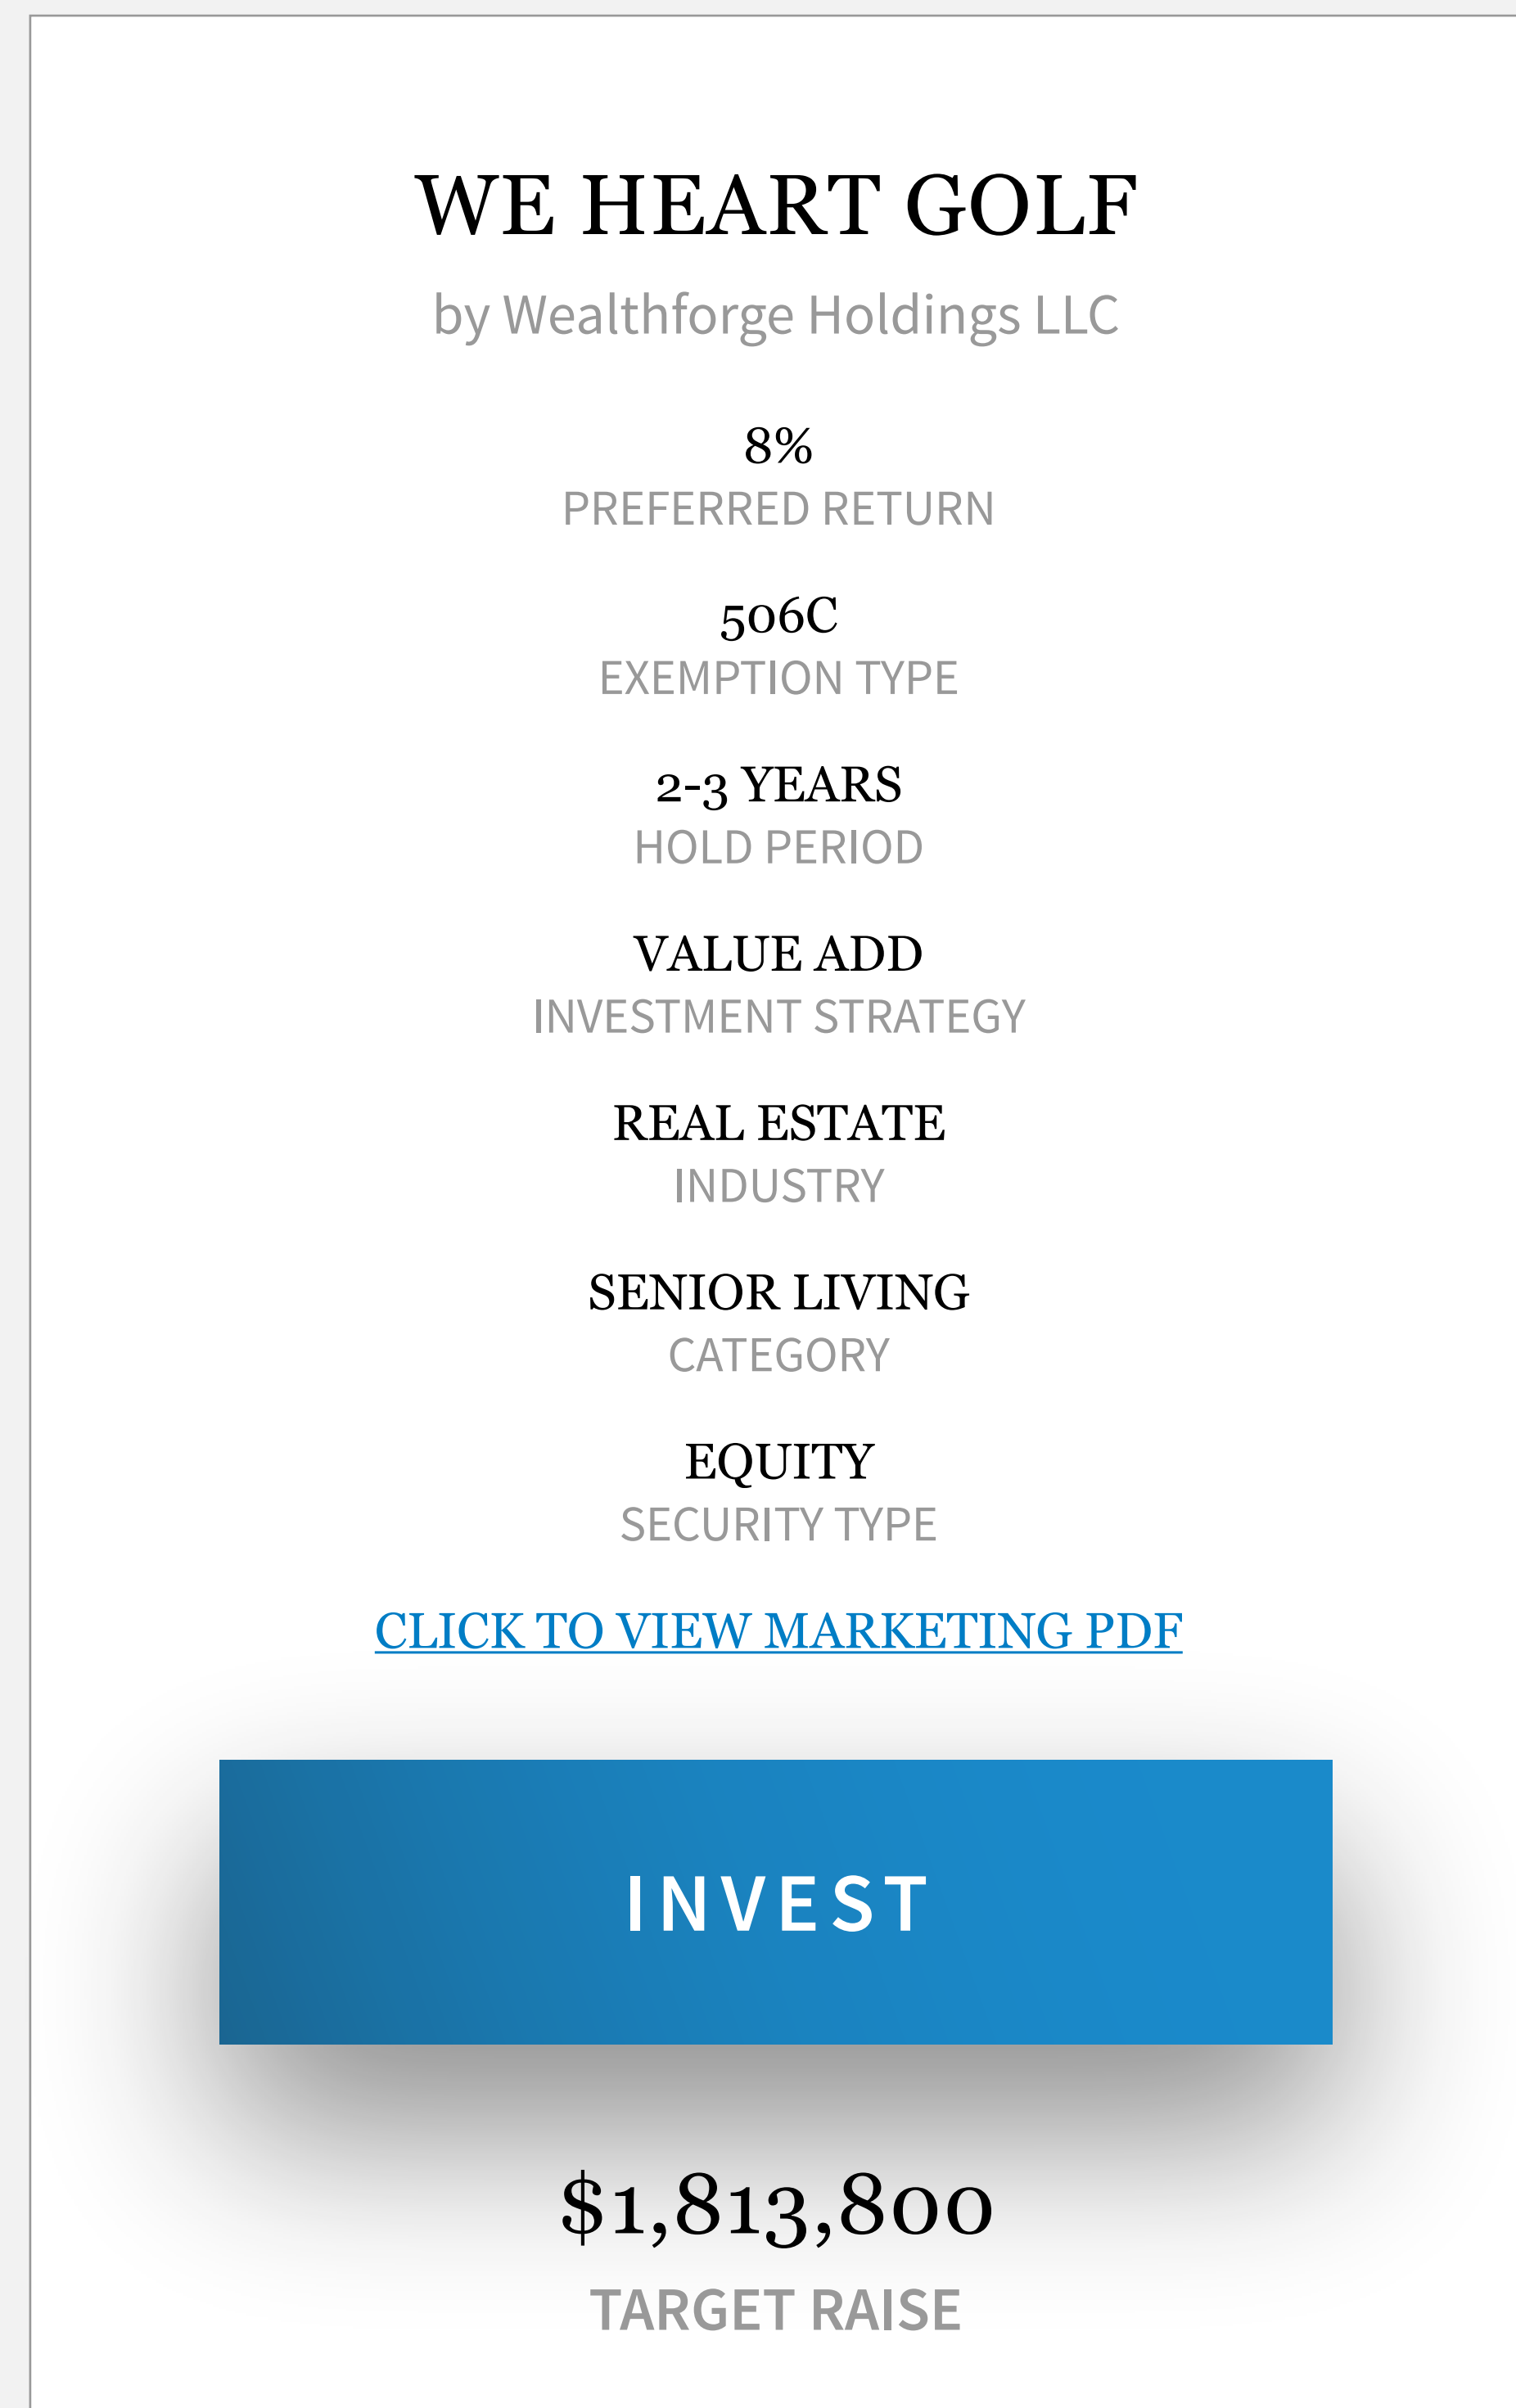 WE HEART GOLF
by Wealthforge Holdings LLC
8%
PREFERRED RETURN
506C
EXEMPTION TYPE
2-3 YEARS
HOLD PERIOD
VALUE ADD
INVESTMENT STRATEGY
REAL ESTATE
INDUSTRY
SENIOR LIVING
CATEGORY
EQUITY
SECURITY TYPE
CLICK TO VIEW MARKETING PDF
INVEST
$1,813,800
TARGET RAISE